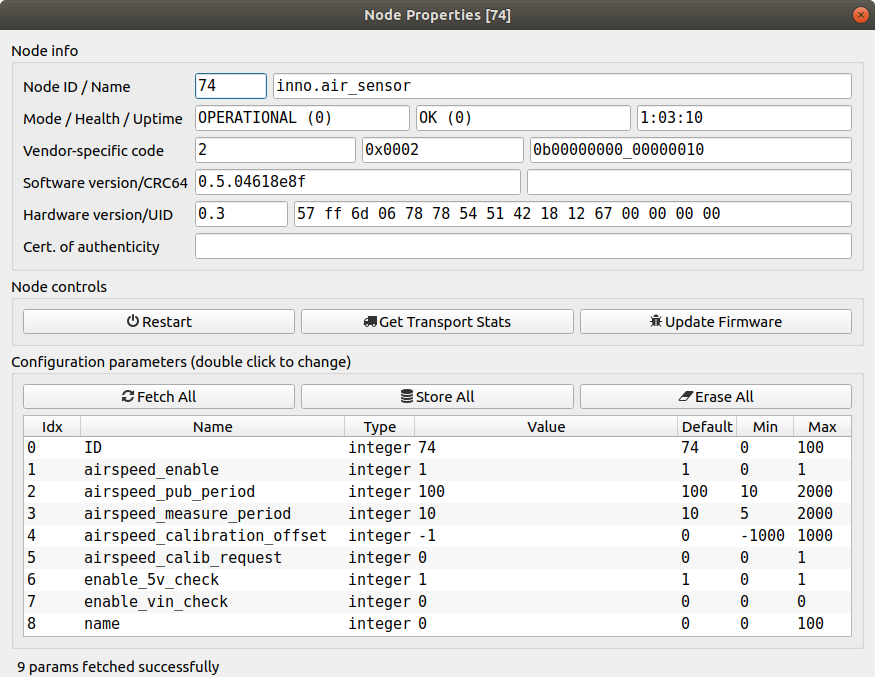 Node Properties [74]
Node info
Node ID / Name 74 inno.air_sensor
Mode / Health / Uptime OPERATIONAL (0) OK (0) 1:03:10
Vendor-specific code 2 0x0002 0b00000000_00000010
Software version/CRC64 0.5.04618e8f
Hardware version/UID 0.3 57 ff 6d 06 78 78 54 51 42 18 12 67 00 00 00 00
Cert. of authenticity
Node controls
Restart Get Transport Stats Update Firmware
Configuration parameters (double click to change)
Fetch All Store All Erase All
Idx Name Type Value Default Min Max
0 ID integer 74 74 0 100
1 airspeed_enable integer 1 1 0 1
2 airspeed_pub_period integer 100 100 10 2000
3 airspeed_measure_period integer 10 10 5 2000
4 airspeed_calibration_offset integer -1 0 -1000 1000
5 airspeed_calib_request integer 0 0 0 1
6 enable_5v_check integer 1 1 0 1
7 enable_vin_check integer 0 0 0 0
8 name integer 0 0 0 100
9 params fetched successfully